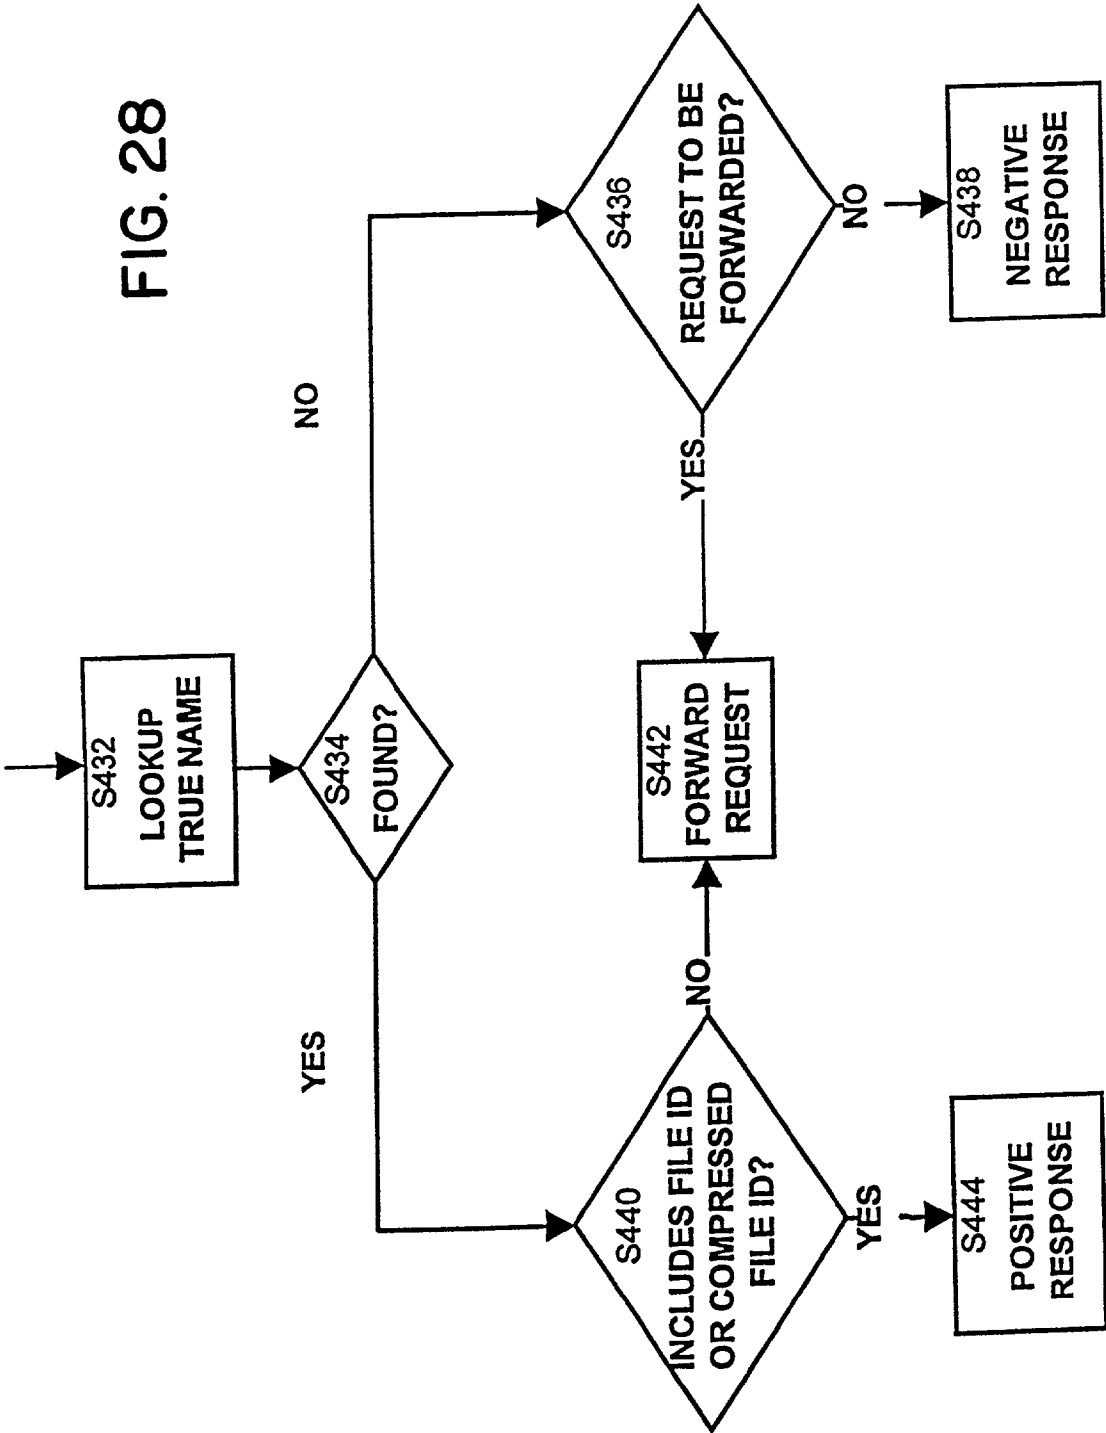 FIG. 28
S432
LOOKUP
TRUE NAME
S434
FOUND?
YES
NO
S440
INCLUDES FILE ID
OR COMPRESSED
FILE ID?
NO
YES
S442
FORWARD
REQUEST
S436
REQUEST TO BE
FORWARDED?
YES
NO
S444
POSITIVE
RESPONSE
S438
NEGATIVE
RESPONSE